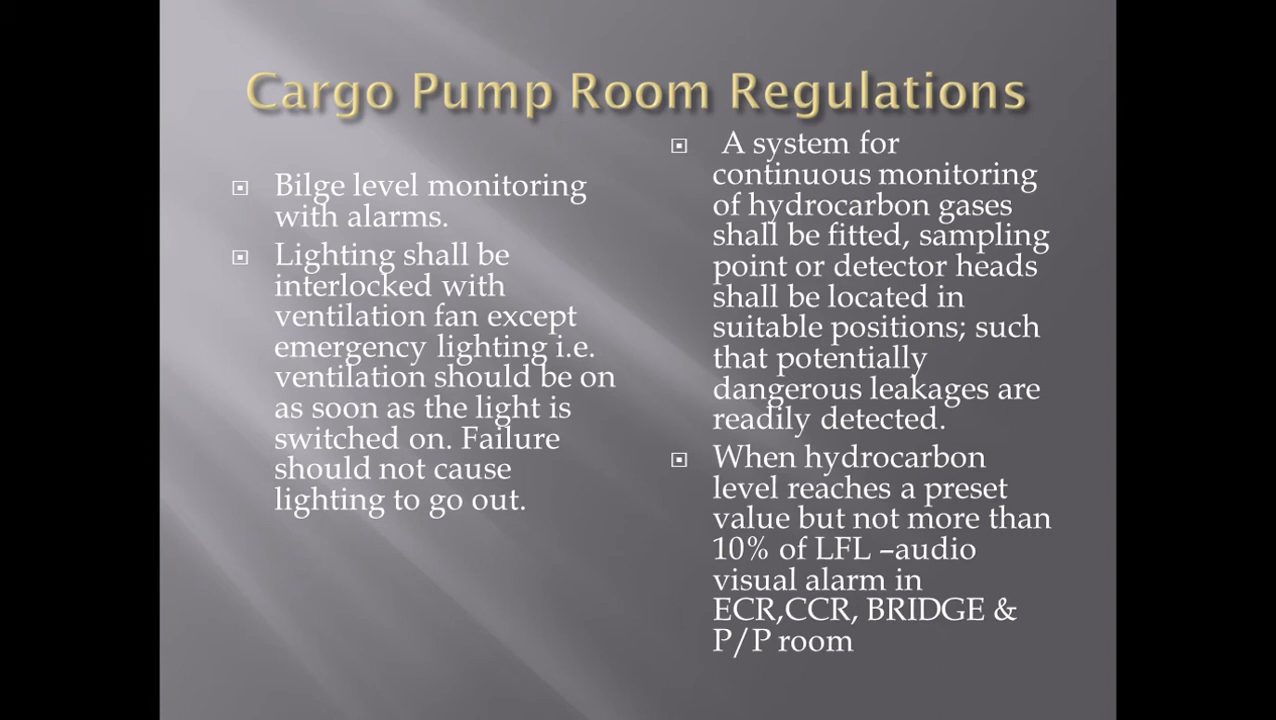 Cargo Pump Room Regulations
Bilge level monitoring
with alarms.
Lighting shall be
interlocked with
ventilation fan except
emergency lighting i.e.
ventilation should be on
as soon as the light is
switched on. Failure
should not cause
lighting to go out.
A system for
continuous monitoring
of hydrocarbon gases
shall be fitted, sampling
point or detector heads
shall be located in
suitable positions; such
that potentially
dangerous leakages are
readily detected.
When hydrocarbon
level reaches a preset
value but not more than
10% of LFL –audio
visual alarm in
ECR,CCR, BRIDGE &
P/P room